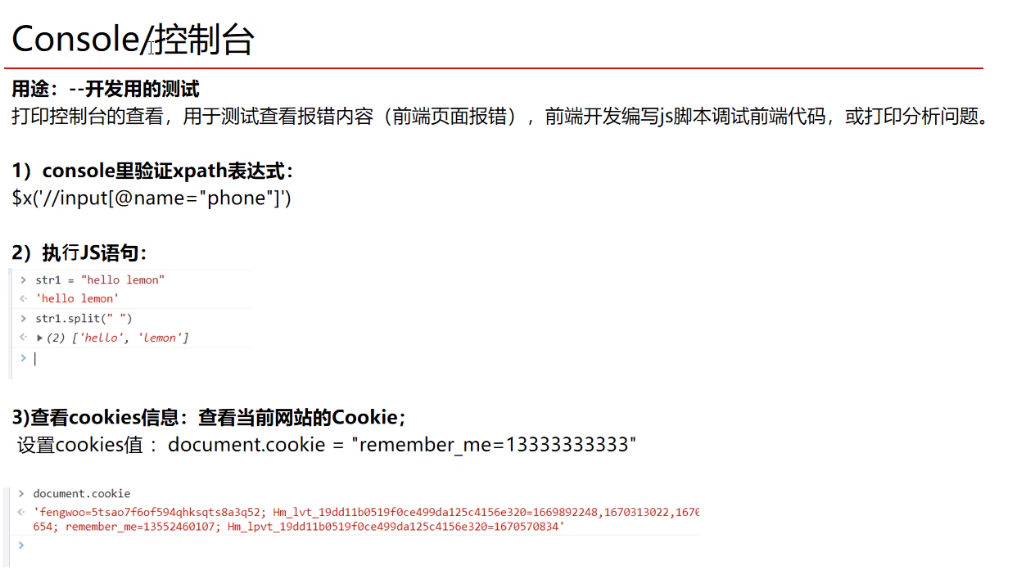 Console/控制台
用途：--开发用的测试
打印控制台的查看，用于测试查看报错内容（前端页面报错），前端开发编写js脚本调试前端代码，或打印分析问题。
1）console里验证xpath表达式：
$x('//input[@name="phone"]')
2）执行JS语句：
> str1 = "hello lemon"
<· 'hello lemon'
> str1.split(" ")
<· ▸(2) ['hello', 'lemon']
>
3)查看cookies信息：查看当前网站的Cookie；
设置cookies值 ：document.cookie = "remember_me=13333333333"
> document.cookie
<· 'fengwoo=5tsao7f6of594qhksqts8a3q52; Hm_lvt_19dd11b0519f0ce499da125c4156e320=1669892248,1670313022,1670
654; remember_me=13552460107; Hm_lpvt_19dd11b0519f0ce499da125c4156e320=1670570834'
>